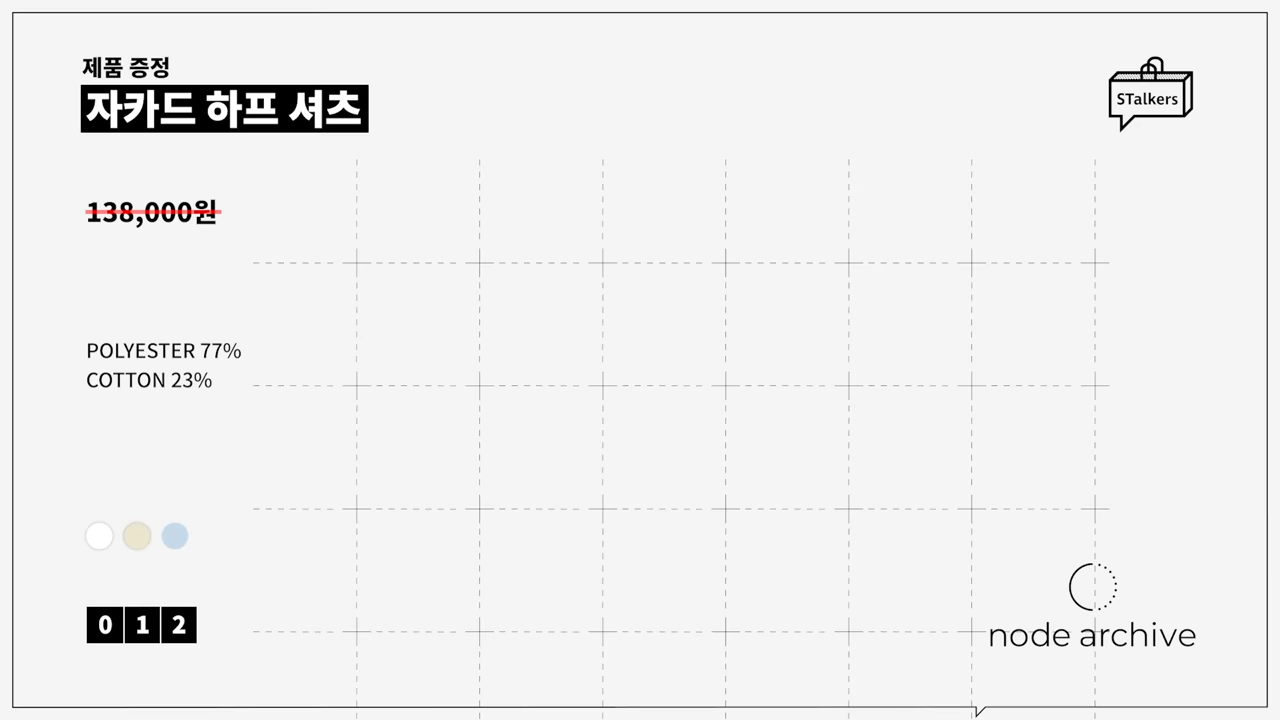 제품 증정
자카드 하프 셔츠
STalkers
138,000원
POLYESTER 77%
COTTON 23%
0 1 2
node archive